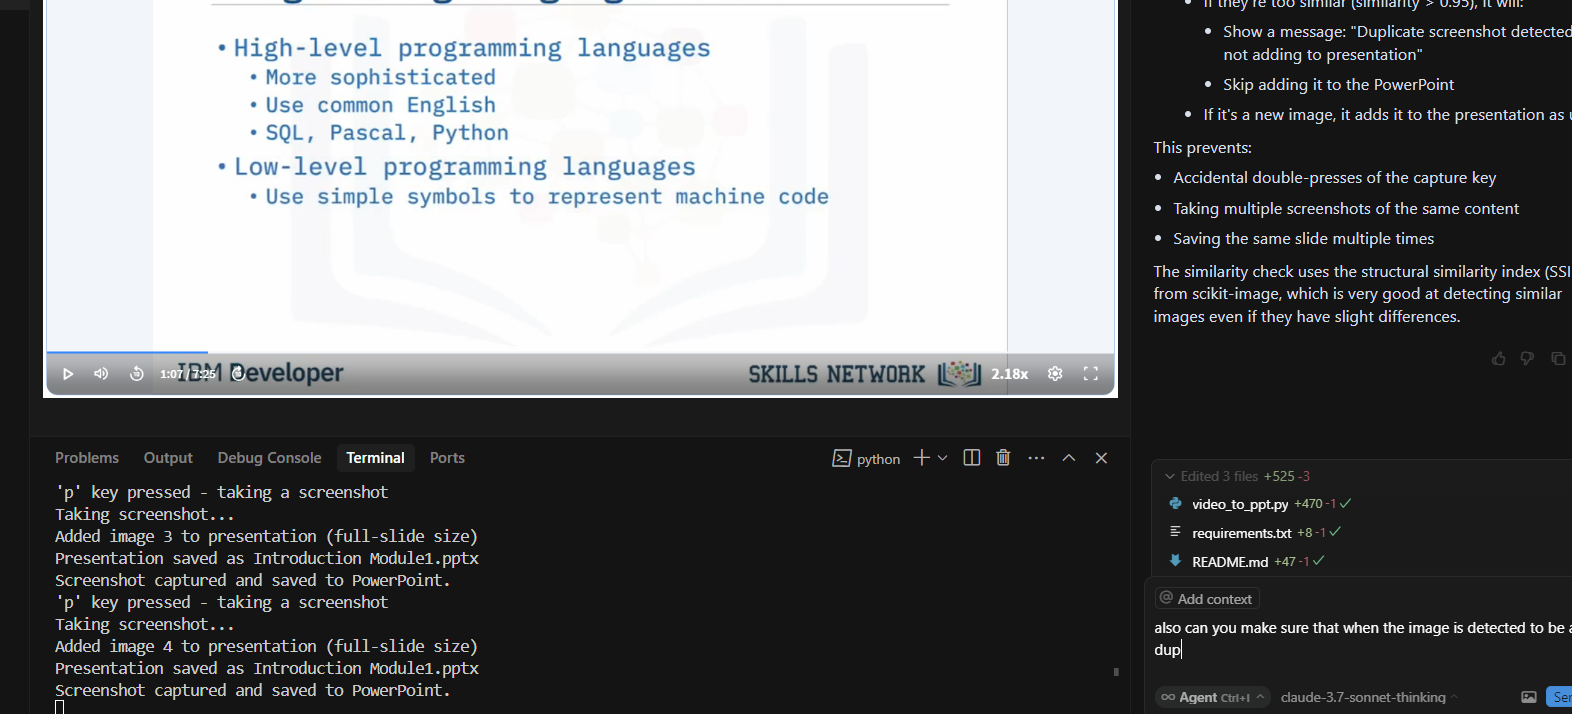 • High-level programming languages
• More sophisticated
• Use common English
• SQL, Pascal, Python
• Low-level programming languages
• Use simple symbols to represent machine code
IBM Developer
SKILLS NETWORK
1:07 / 7:25
2.18x
Problems
Output
Debug Console
Terminal
Ports
python
'p' key pressed - taking a screenshot
Taking screenshot...
Added image 3 to presentation (full-slide size)
Presentation saved as Introduction Module1.pptx
Screenshot captured and saved to PowerPoint.
'p' key pressed - taking a screenshot
Taking screenshot...
Added image 4 to presentation (full-slide size)
Presentation saved as Introduction Module1.pptx
Screenshot captured and saved to PowerPoint.
• If they're too similar (similarity > 0.95), it will:
• Show a message: "Duplicate screenshot detected
not adding to presentation"
• Skip adding it to the PowerPoint
• If it's a new image, it adds it to the presentation as
This prevents:
• Accidental double-presses of the capture key
• Taking multiple screenshots of the same content
• Saving the same slide multiple times
The similarity check uses the structural similarity index (SSI
from scikit-image, which is very good at detecting similar
images even if they have slight differences.
Edited 3 files +525 -3
video_to_ppt.py +470 -1
requirements.txt +8 -1
README.md +47 -1
@ Add context
also can you make sure that when the image is detected to be a
dup
∞ Agent Ctrl+I
claude-3.7-sonnet-thinking
Sen